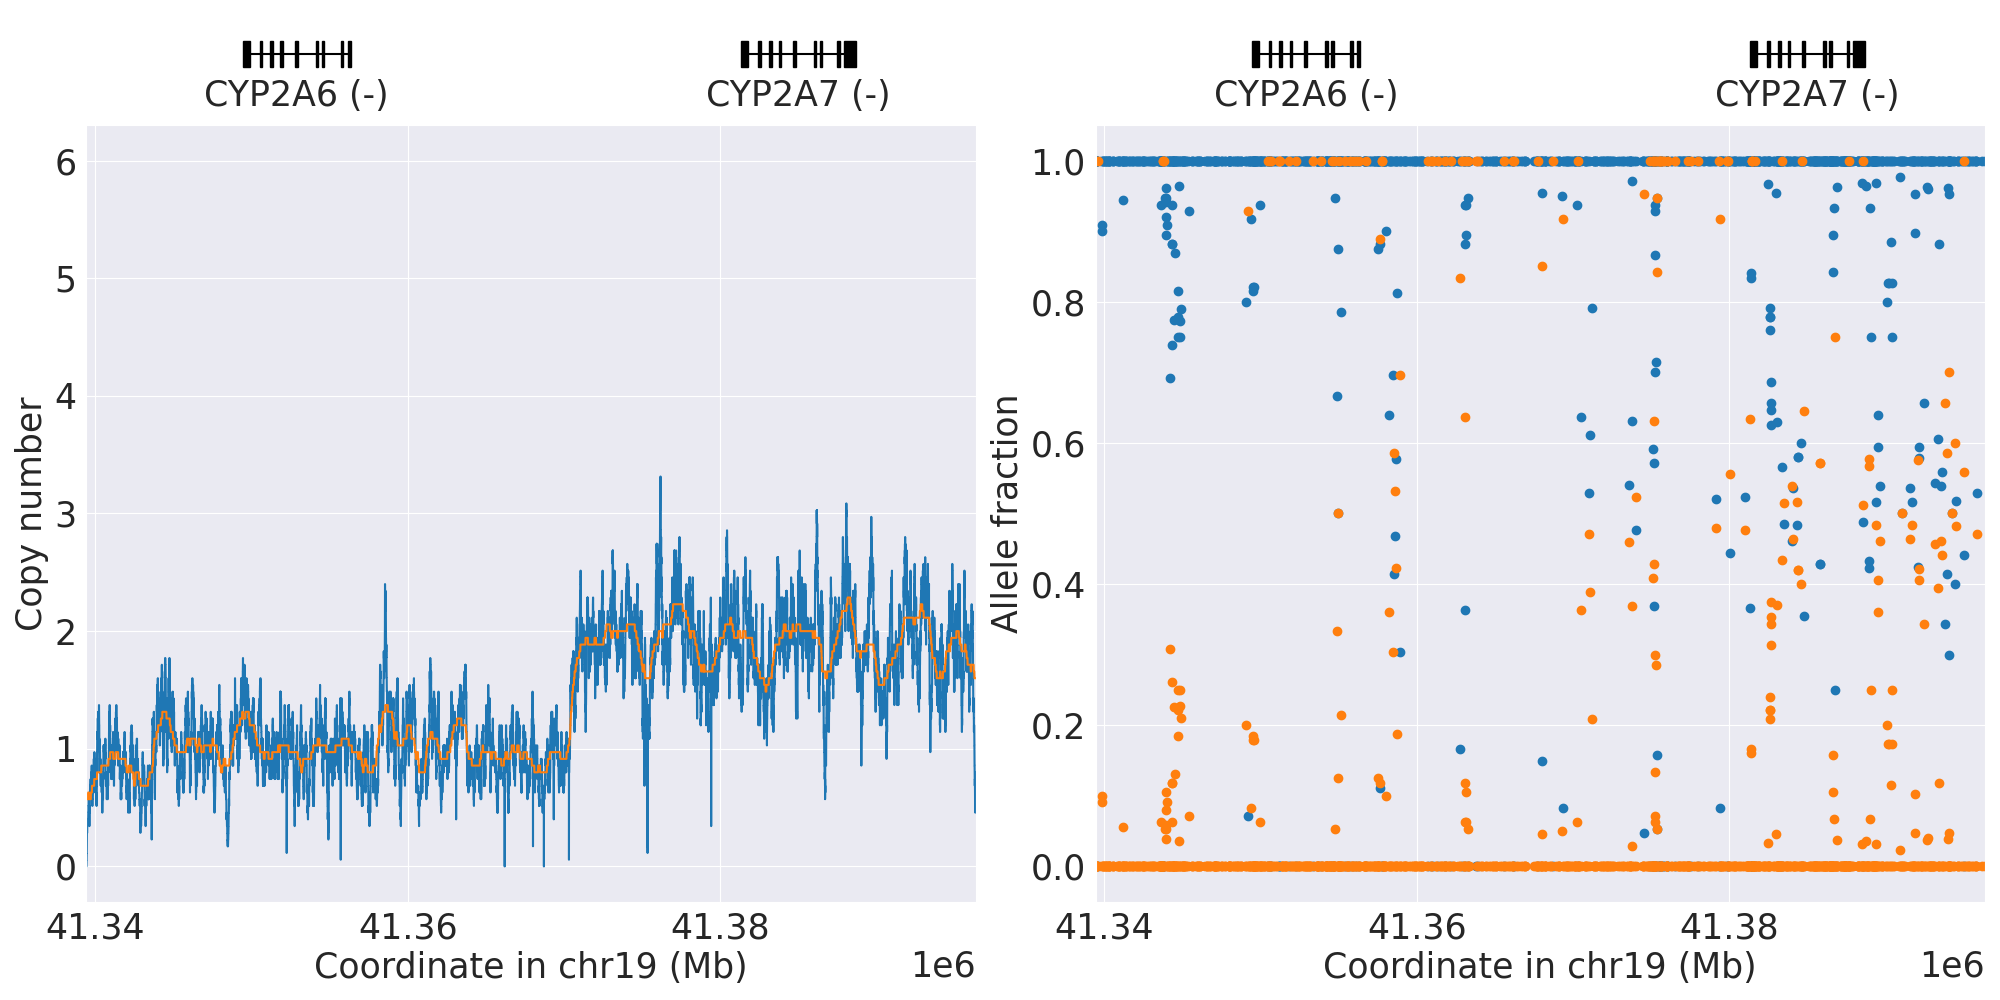 CYP2A6 (-) CYP2A7 (-) CYP2A6 (-) CYP2A7 (-)
6
5
4
3
2
1
0
Copy number
41.34 41.36 41.38
Coordinate in chr19 (Mb) 1e6
1.0
0.8
0.6
0.4
0.2
0.0
Allele fraction
41.34 41.36 41.38
Coordinate in chr19 (Mb) 1e6